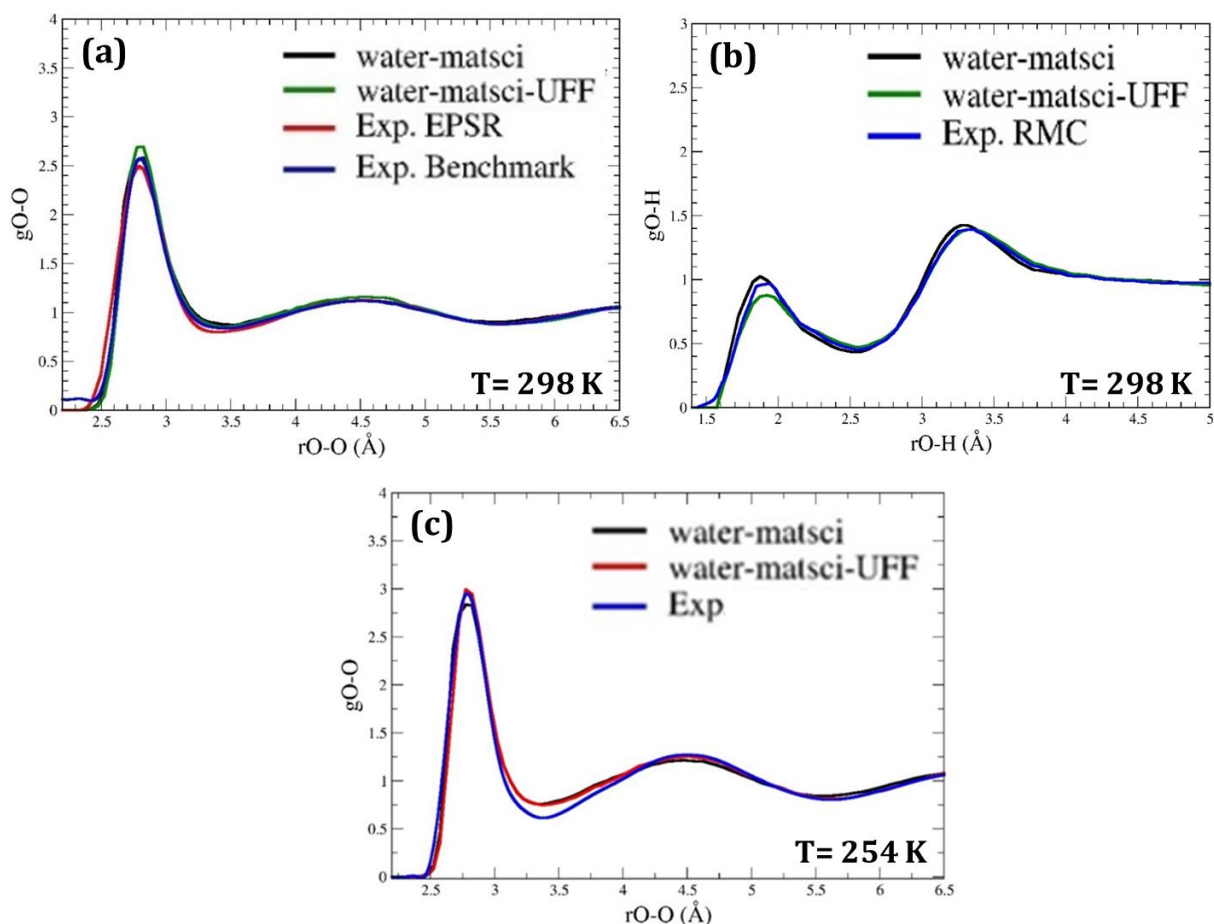 (a)
water-matsci
water-matsci-UFF
Exp. EPSR
Exp. Benchmark
T= 298 K
gO-O
4
3.5
3
2.5
2
1.5
1
0.5
0
2.5 3 3.5 4 4.5 5 5.5 6 6.5
rO-O (Å)
(b)
water-matsci
water-matsci-UFF
Exp. RMC
T= 298 K
gO-H
3
2.5
2
1.5
1
0.5
0
1.5 2 2.5 3 3.5 4 4.5 5
rO-H (Å)
(c)
water-matsci
water-matsci-UFF
Exp
T= 254 K
gO-O
4
3.5
3
2.5
2
1.5
1
0.5
0
2.5 3 3.5 4 4.5 5 5.5 6 6.5
rO-O (Å)